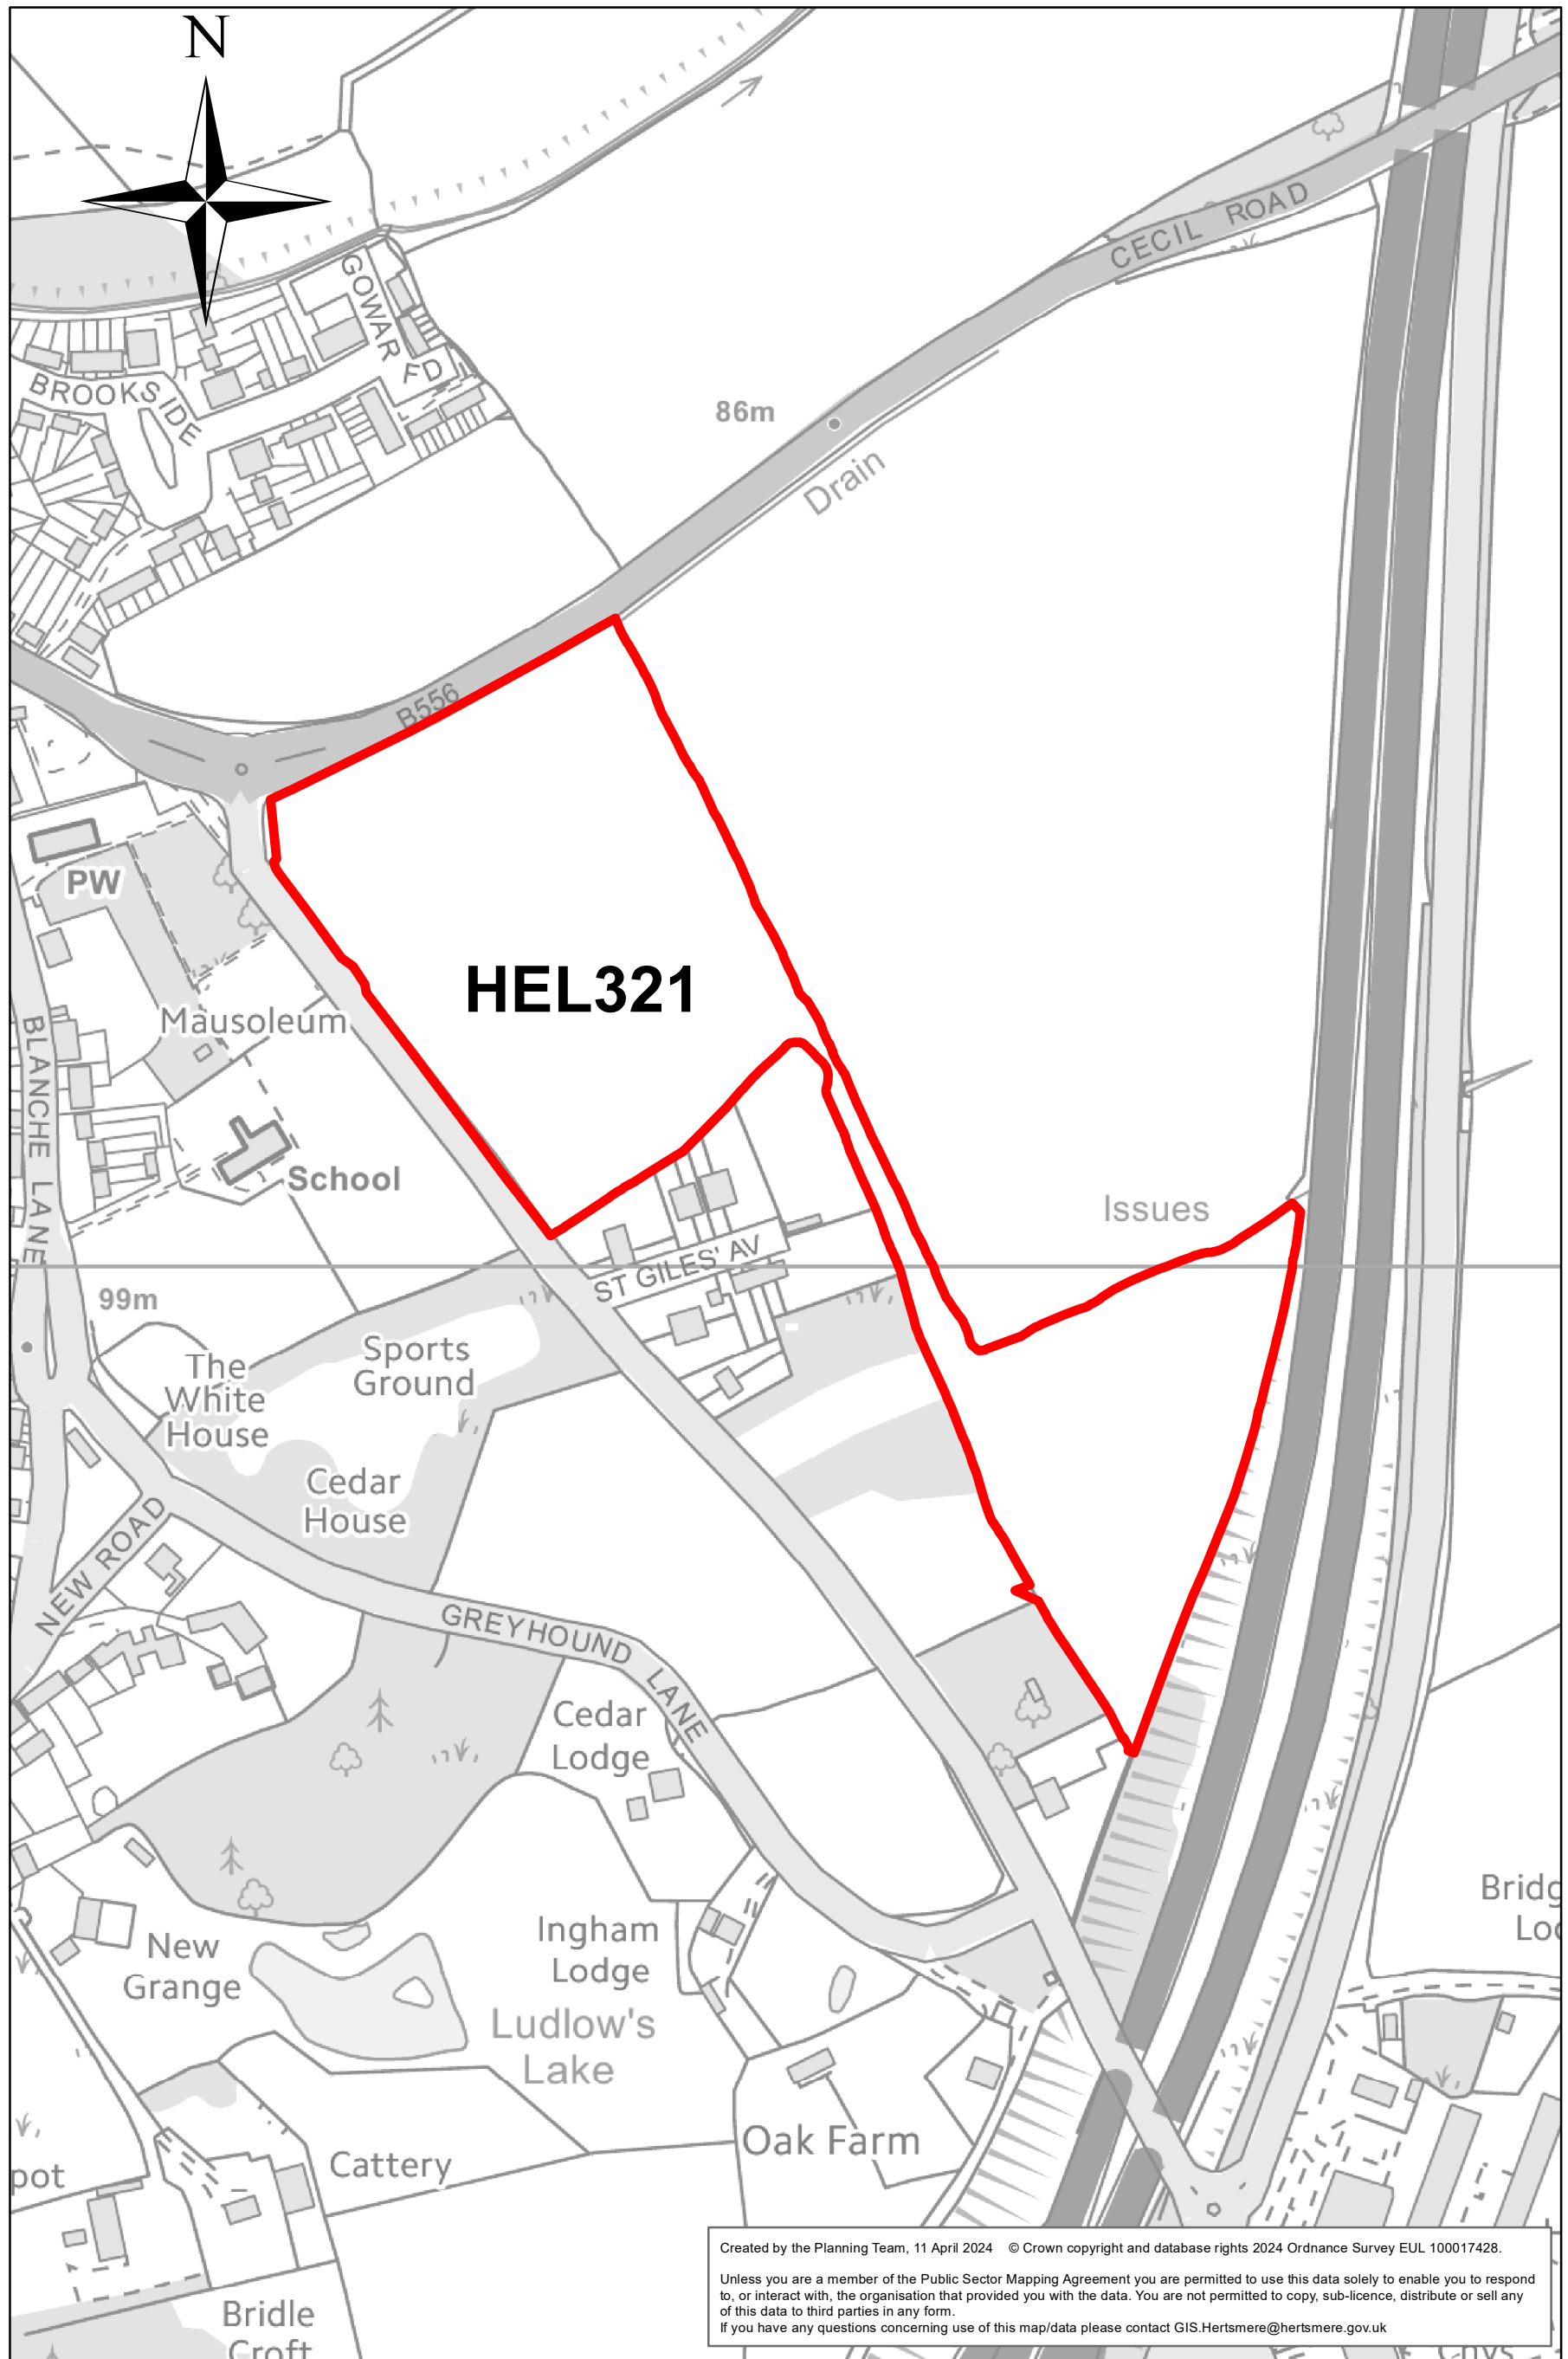 N
GOWAR FD
BROOKSIDE
CECIL ROAD
86m
Drain
B556
PW
HEL321
Mausoleum
BLANCHE LANE
School
Issues
ST GILES' AV
99m
The
White
House
Sports
Ground
Cedar
House
NEW ROAD
GREYHOUND LANE
Cedar
Lodge
New
Grange
Ingham
Lodge
Ludlow's
Lake
Bridg
Loc
Oak Farm
Cattery
pot
Bridle
Croft
Created by the Planning Team, 11 April 2024 © Crown copyright and database rights 2024 Ordnance Survey EUL 100017428.
Unless you are a member of the Public Sector Mapping Agreement you are permitted to use this data solely to enable you to respond
to, or interact with, the organisation that provided you with the data. You are not permitted to copy, sub-licence, distribute or sell any
of this data to third parties in any form.
If you have any questions concerning use of this map/data please contact GIS.Hertsmere@hertsmere.gov.uk